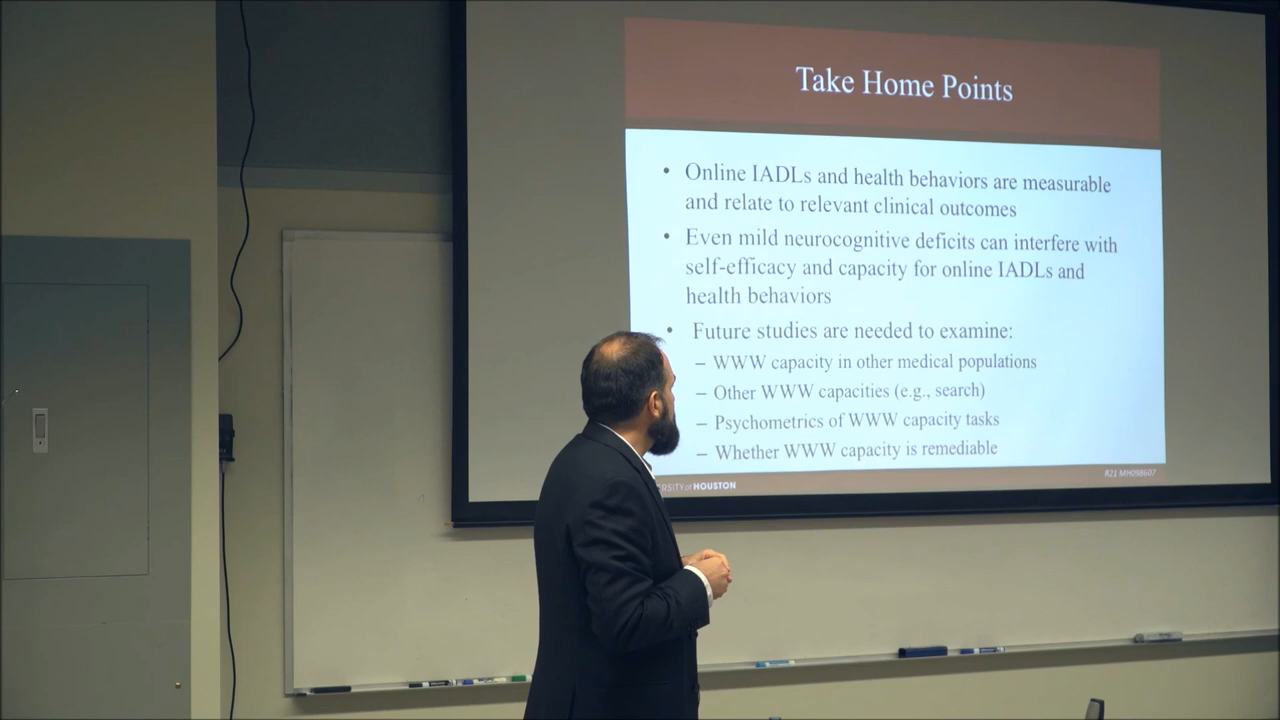 Take Home Points
• Online IADLs and health behaviors are measurable
and relate to relevant clinical outcomes
• Even mild neurocognitive deficits can interfere with
self-efficacy and capacity for online IADLs and
health behaviors
• Future studies are needed to examine:
– WWW capacity in other medical populations
– Other WWW capacities (e.g., search)
– Psychometrics of WWW capacity tasks
– Whether WWW capacity is remediable
RSITY of HOUSTON
R21 MH098607